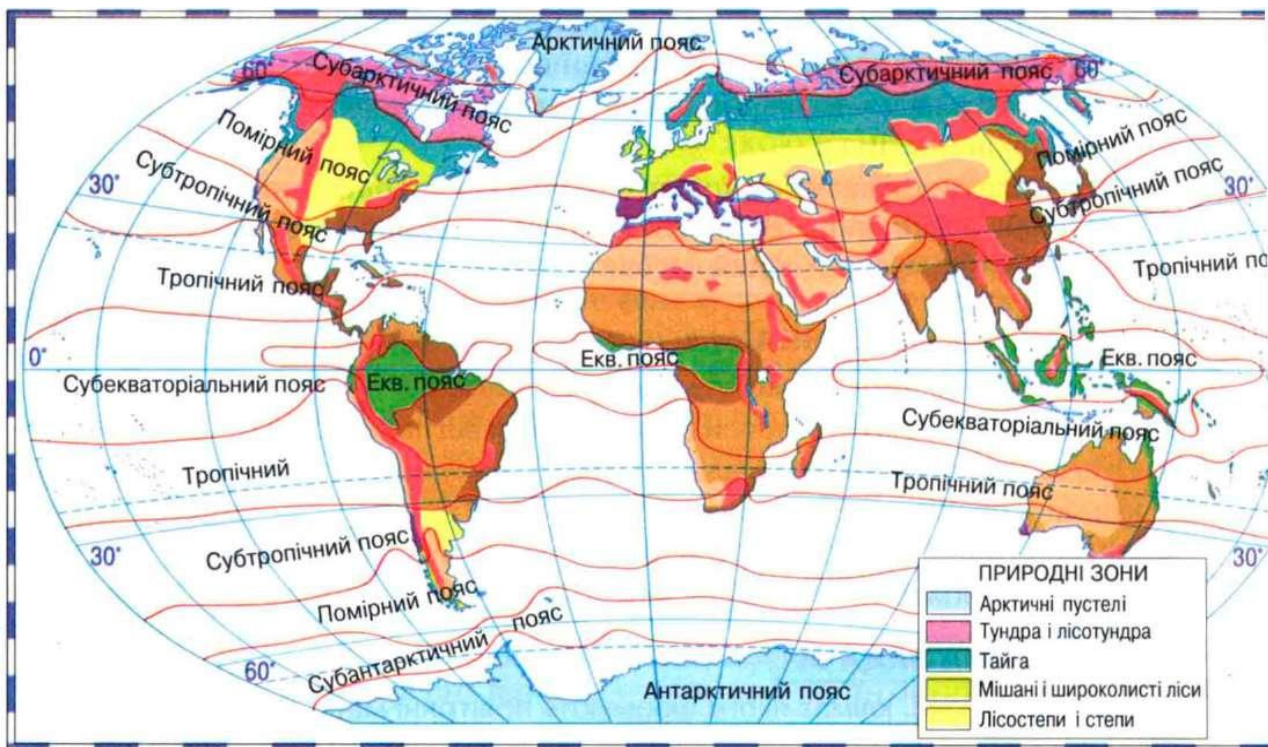 Арктичний пояс
60°
Субарктичний пояс
Субарктичний пояс
60°
Помірний пояс
Помірний пояс
30°
Субтропічний пояс
Субтропічний пояс
30°
Тропічний пояс
Тропічний по
0°
Екв. пояс
Екв. пояс
Екв. пояс
Субекваторіальний пояс
Субекваторіальний пояс
Тропічний
Тропічний пояс
30°
Субтропічний пояс
30°
Помірний пояс
Субантарктичний пояс
60°
Антарктичний пояс
ПРИРОДНІ ЗОНИ
Арктичні пустелі
Тундра і лісотундра
Тайга
Мішані і широколисті ліси
Лісостепи і степи